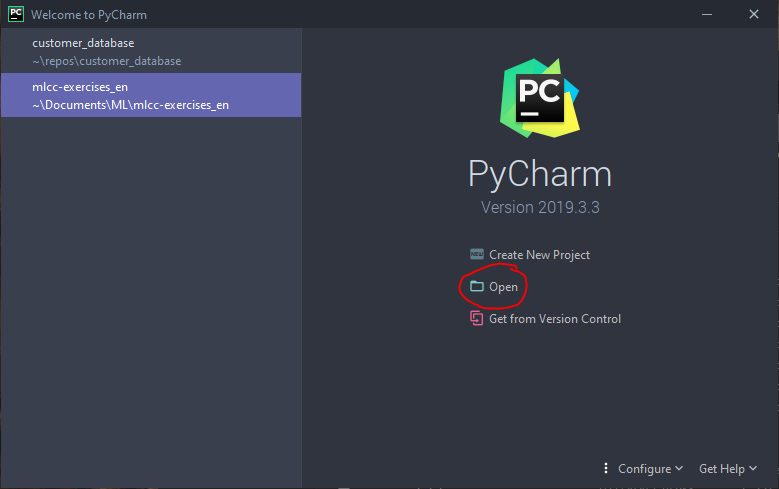 Welcome to PyCharm
customer_database
~\repos\customer_database
mlcc-exercises_en
~\Documents\ML\mlcc-exercises_en
PC
PyCharm
Version 2019.3.3
Create New Project
Open
Get from Version Control
Configure
Get Help